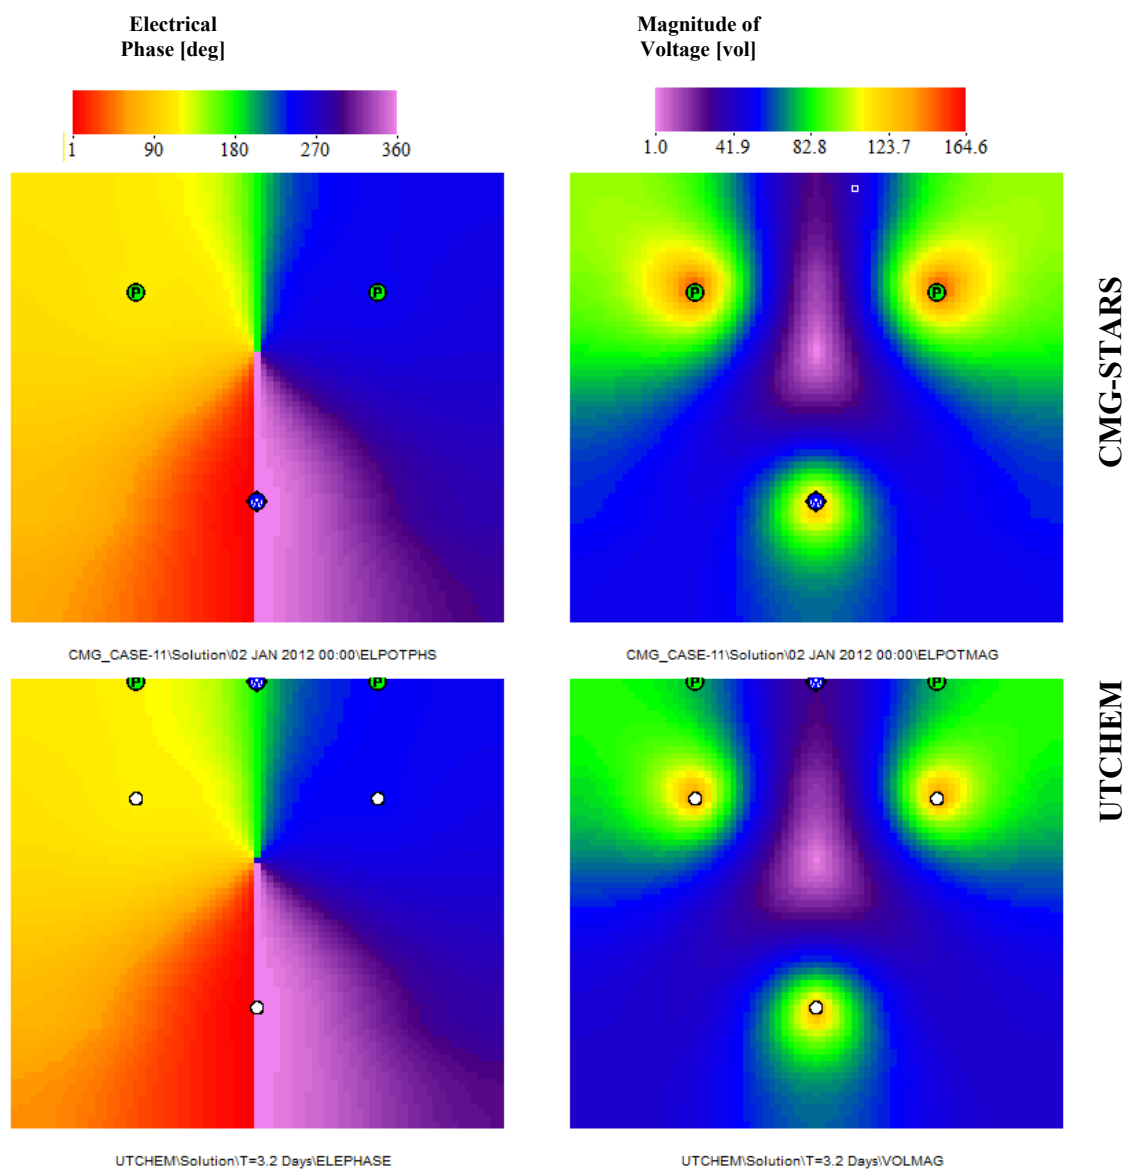 Electrical
Phase [deg]
Magnitude of
Voltage [vol]
1 90 180 270 360
1.0 41.9 82.8 123.7 164.6
P P
P P
W
W
CMG-STARS
CMG_CASE-11\Solution\02 JAN 2012 00:00\ELPOTPHS
CMG_CASE-11\Solution\02 JAN 2012 00:00\ELPOTMAG
P W P
P W P
UTCHEM
UTCHEM\Solution\T=3.2 Days\ELEPHASE
UTCHEM\Solution\T=3.2 Days\VOLMAG